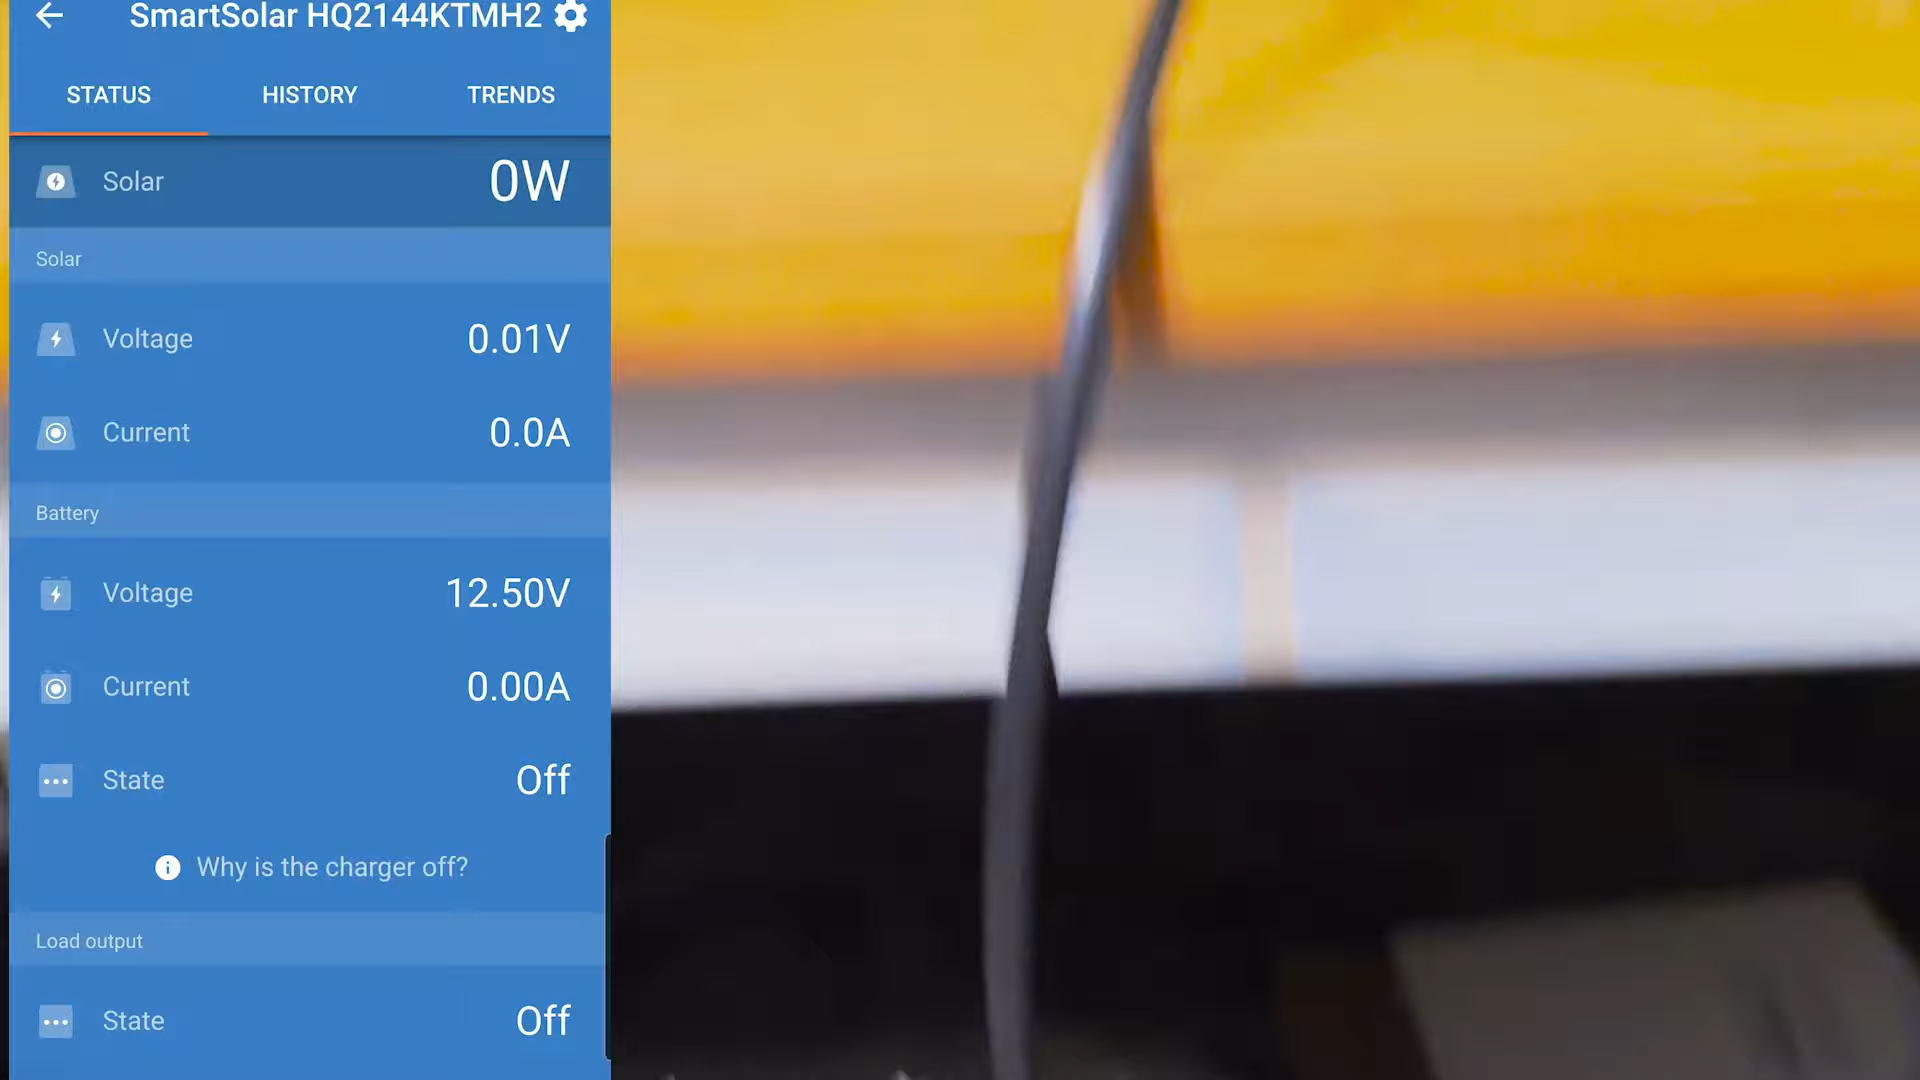 SmartSolar HQ2144KTMH2
STATUS HISTORY TRENDS
Solar 0W
Solar
Voltage 0.01V
Current 0.0A
Battery
Voltage 12.50V
Current 0.00A
State Off
Why is the charger off?
Load output
State Off